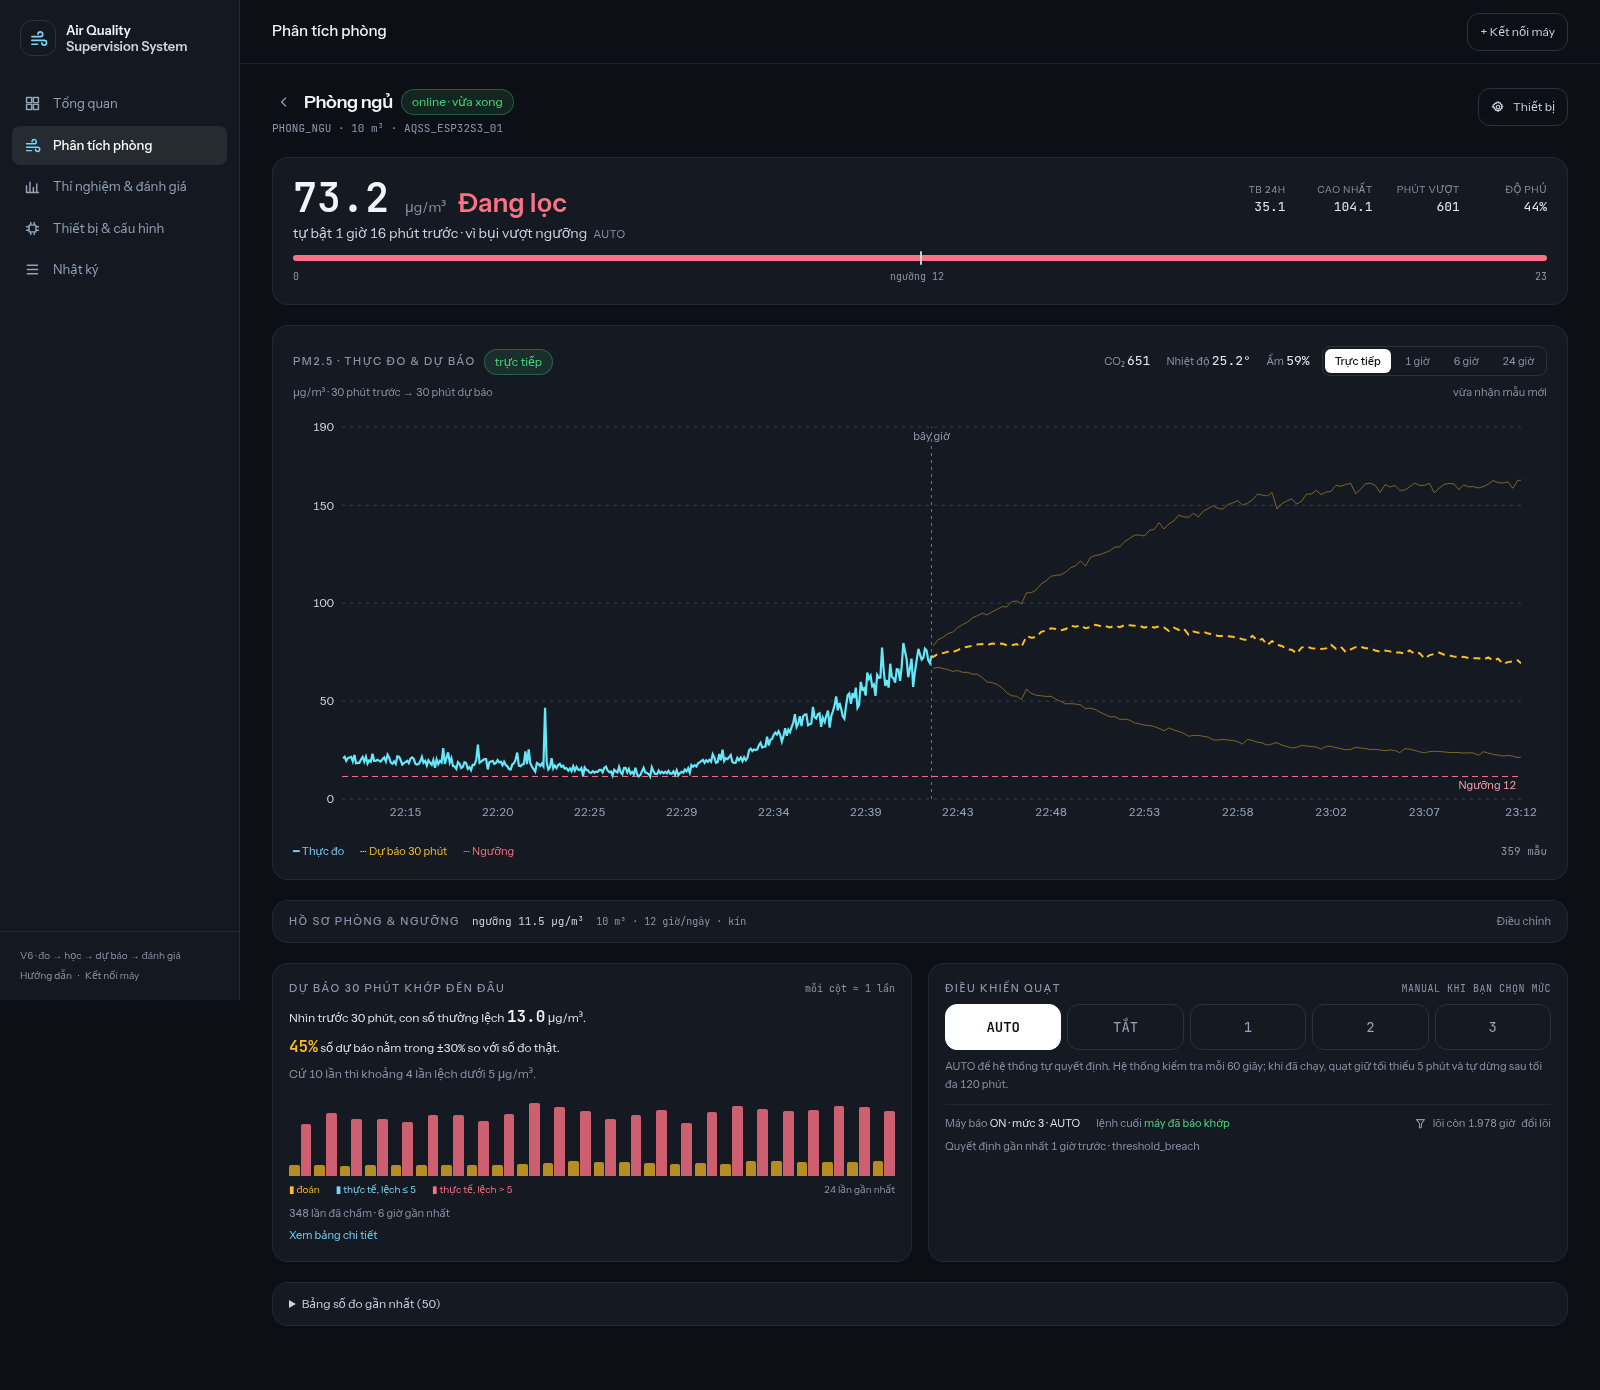 Air Quality
Supervision System
Tổng quan
Phân tích phòng
Thí nghiệm & đánh giá
Thiết bị & cấu hình
Nhật ký
V6 · đo → học → dự báo → đánh giá
Hướng dẫn · Kết nối máy
Phân tích phòng
+ Kết nối máy
Phòng ngủ online · vừa xong
PHONG_NGU · 10 m³ · AQSS_ESP32S3_01
Thiết bị
73.2 µg/m³ Đang lọc
tự bật 1 giờ 16 phút trước · vì bụi vượt ngưỡng AUTO
TB 24H CAO NHẤT PHÚT VƯỢT ĐỘ PHỦ
35.1 104.1 601 44%
0 ngưỡng 12 23
PM2.5 · THỰC ĐO & DỰ BÁO trực tiếp
CO₂ 651 Nhiệt độ 25.2° Ẩm 59% Trực tiếp 1 giờ 6 giờ 24 giờ
µg/m³ · 30 phút trước → 30 phút dự báo
vừa nhận mẫu mới
190
bây giờ
150
100
50
0
Ngưỡng 12
22:15 22:20 22:25 22:29 22:34 22:39 22:43 22:48 22:53 22:58 23:02 23:07 23:12
Thực đo Dự báo 30 phút Ngưỡng
359 mẫu
HỒ SƠ PHÒNG & NGƯỠNG ngưỡng 11.5 µg/m³ 10 m³ · 12 giờ/ngày · kín
Điều chỉnh
DỰ BÁO 30 PHÚT KHỚP ĐẾN ĐÂU
mỗi cột ≈ 1 lần
Nhìn trước 30 phút, con số thường lệch 13.0 µg/m³.
45% số dự báo nằm trong ±30% so với số đo thật.
Cứ 10 lần thì khoảng 4 lần lệch dưới 5 µg/m³.
đoán thực tế, lệch ≤ 5 thực tế, lệch > 5
24 lần gần nhất
348 lần đã chấm · 6 giờ gần nhất
Xem bảng chi tiết
ĐIỀU KHIỂN QUẠT
MANUAL KHI BẠN CHỌN MỨC
AUTO TẮT 1 2 3
AUTO để hệ thống tự quyết định. Hệ thống kiểm tra mỗi 60 giây; khi đã chạy, quạt giữ tối thiểu 5 phút và tự dừng sau tối
đa 120 phút.
Máy báo ON · mức 3 · AUTO lệnh cuối máy đã báo khớp
lõi còn 1.978 giờ đổi lõi
Quyết định gần nhất 1 giờ trước · threshold_breach
Bảng số đo gần nhất (50)